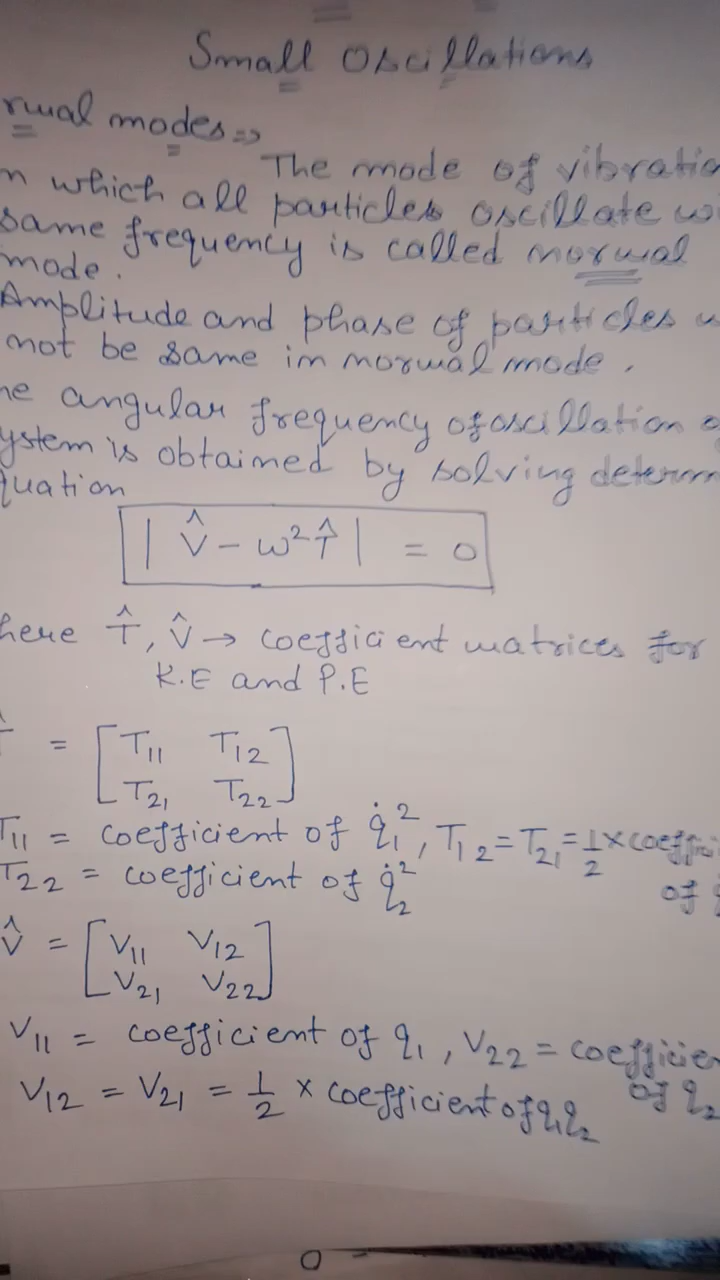 Small Oscillations
rmal modes ⇒
The mode of vibratio
n which all particles oscillate w
same frequency is called normal
mode.
Amplitude and phase of particles
not be same in normal mode.
he angular frequency of oscillation o
ystem is obtained by solving determ
quation
| V̂ - ω² T̂ | = 0
here T̂, V̂ → coefficient matrices for
K.E and P.E
T̂ = [ T₁₁ T₁₂
T₂₁ T₂₂ ]
T₁₁ = coefficient of q̇₁², T₁₂ = T₂₁ = 1/2 × coeffi
T₂₂ = coefficient of q̇₂² of
V̂ = [ V₁₁ V₁₂
V₂₁ V₂₂ ]
V₁₁ = coefficient of q₁, V₂₂ = coefficien
of q₂
V₁₂ = V₂₁ = 1/2 × coefficient of q₁q₂